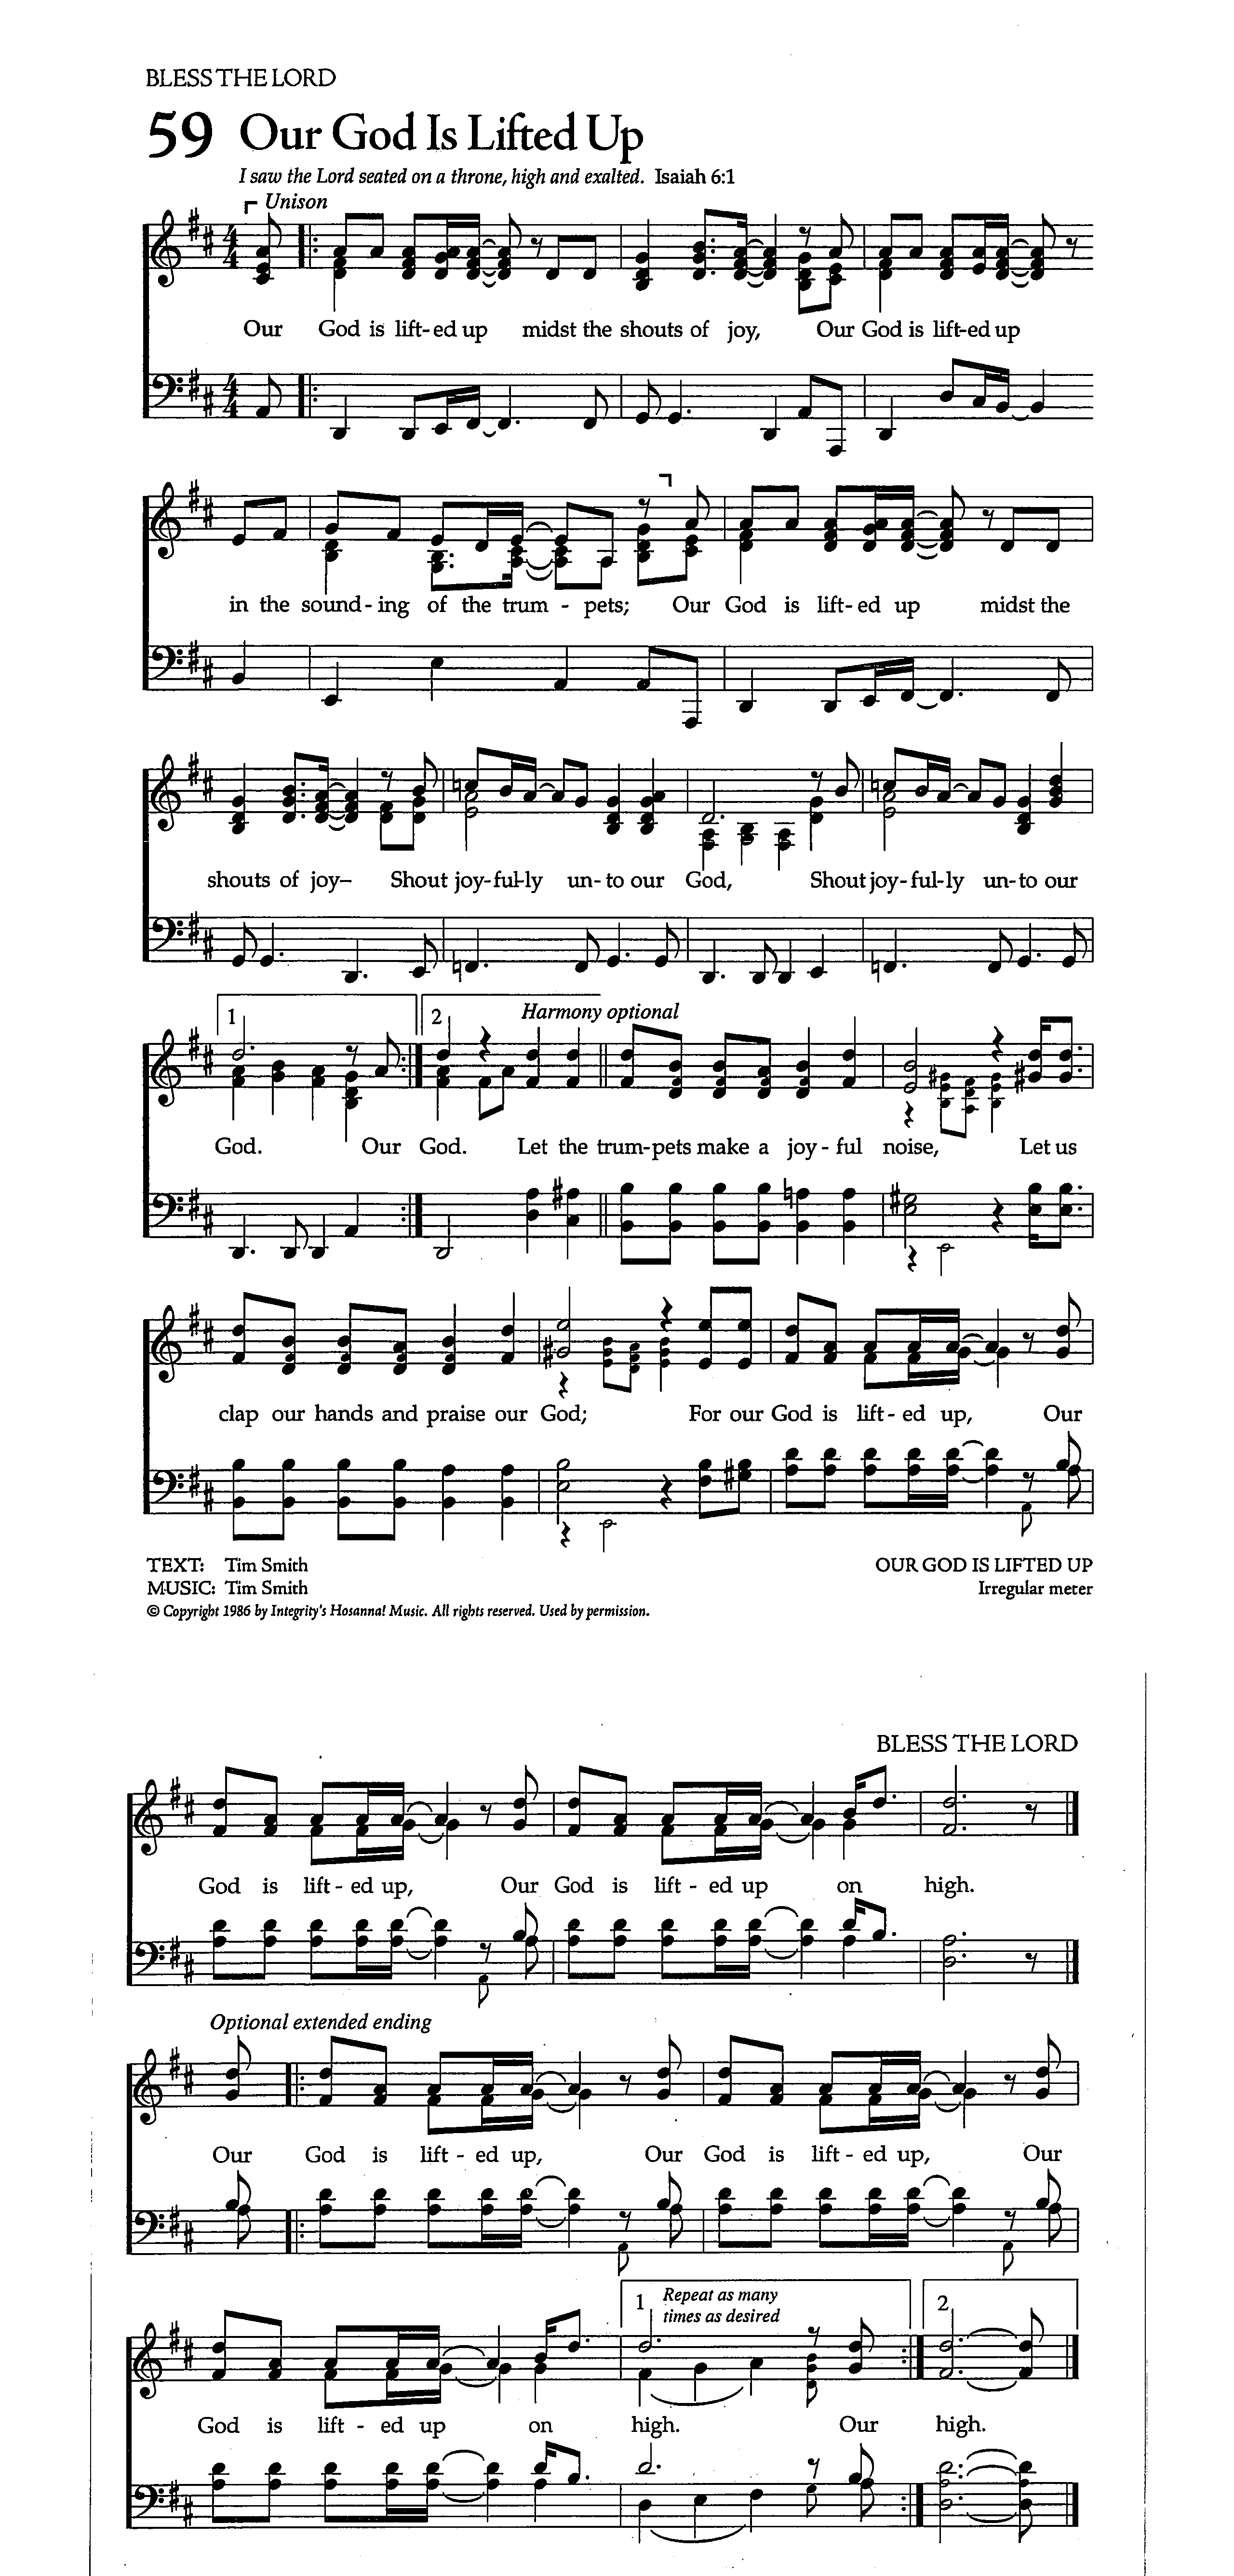 BLESS THE LORD
59 Our God Is Lifted Up
I saw the Lord seated on a throne, high and exalted. Isaiah 6:1
Unison
4 4
Our God is lift-ed up midst the shouts of joy, Our God is lift-ed up
4 4
in the sound-ing of the trum-pets; Our God is lift-ed up midst the
shouts of joy– Shout joy-ful-ly un-to our God, Shout joy-ful-ly un-to our
1 2 Harmony optional
God. Our God. Let the trum-pets make a joy-ful noise, Let us
clap our hands and praise our God; For our God is lift-ed up, Our
TEXT: Tim Smith OUR GOD IS LIFTED UP
MUSIC: Tim Smith Irregular meter
© Copyright 1986 by Integrity's Hosanna! Music. All rights reserved. Used by permission.
BLESS THE LORD
God is lift-ed up, Our God is lift-ed up on high.
Optional extended ending
Our God is lift-ed up, Our God is lift-ed up, Our
1 Repeat as many 2
times as desired
God is lift-ed up on high. Our high.